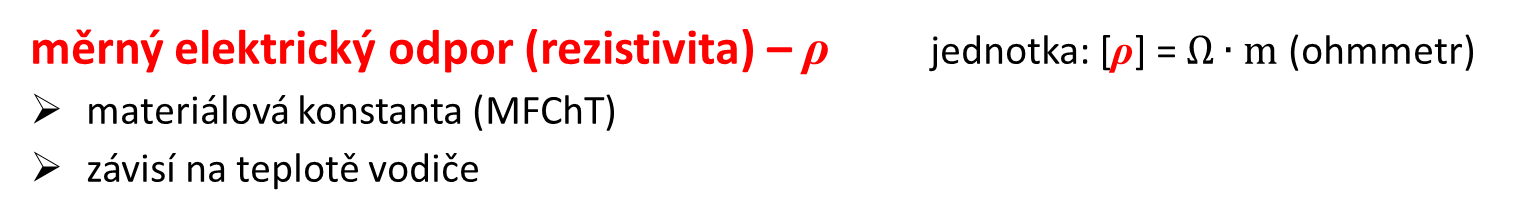 měrný elektrický odpor (rezistivita) – ρ jednotka: [ρ] = Ω · m (ohmmetr)
➢ materiálová konstanta (MFChT)
➢ závisí na teplotě vodiče